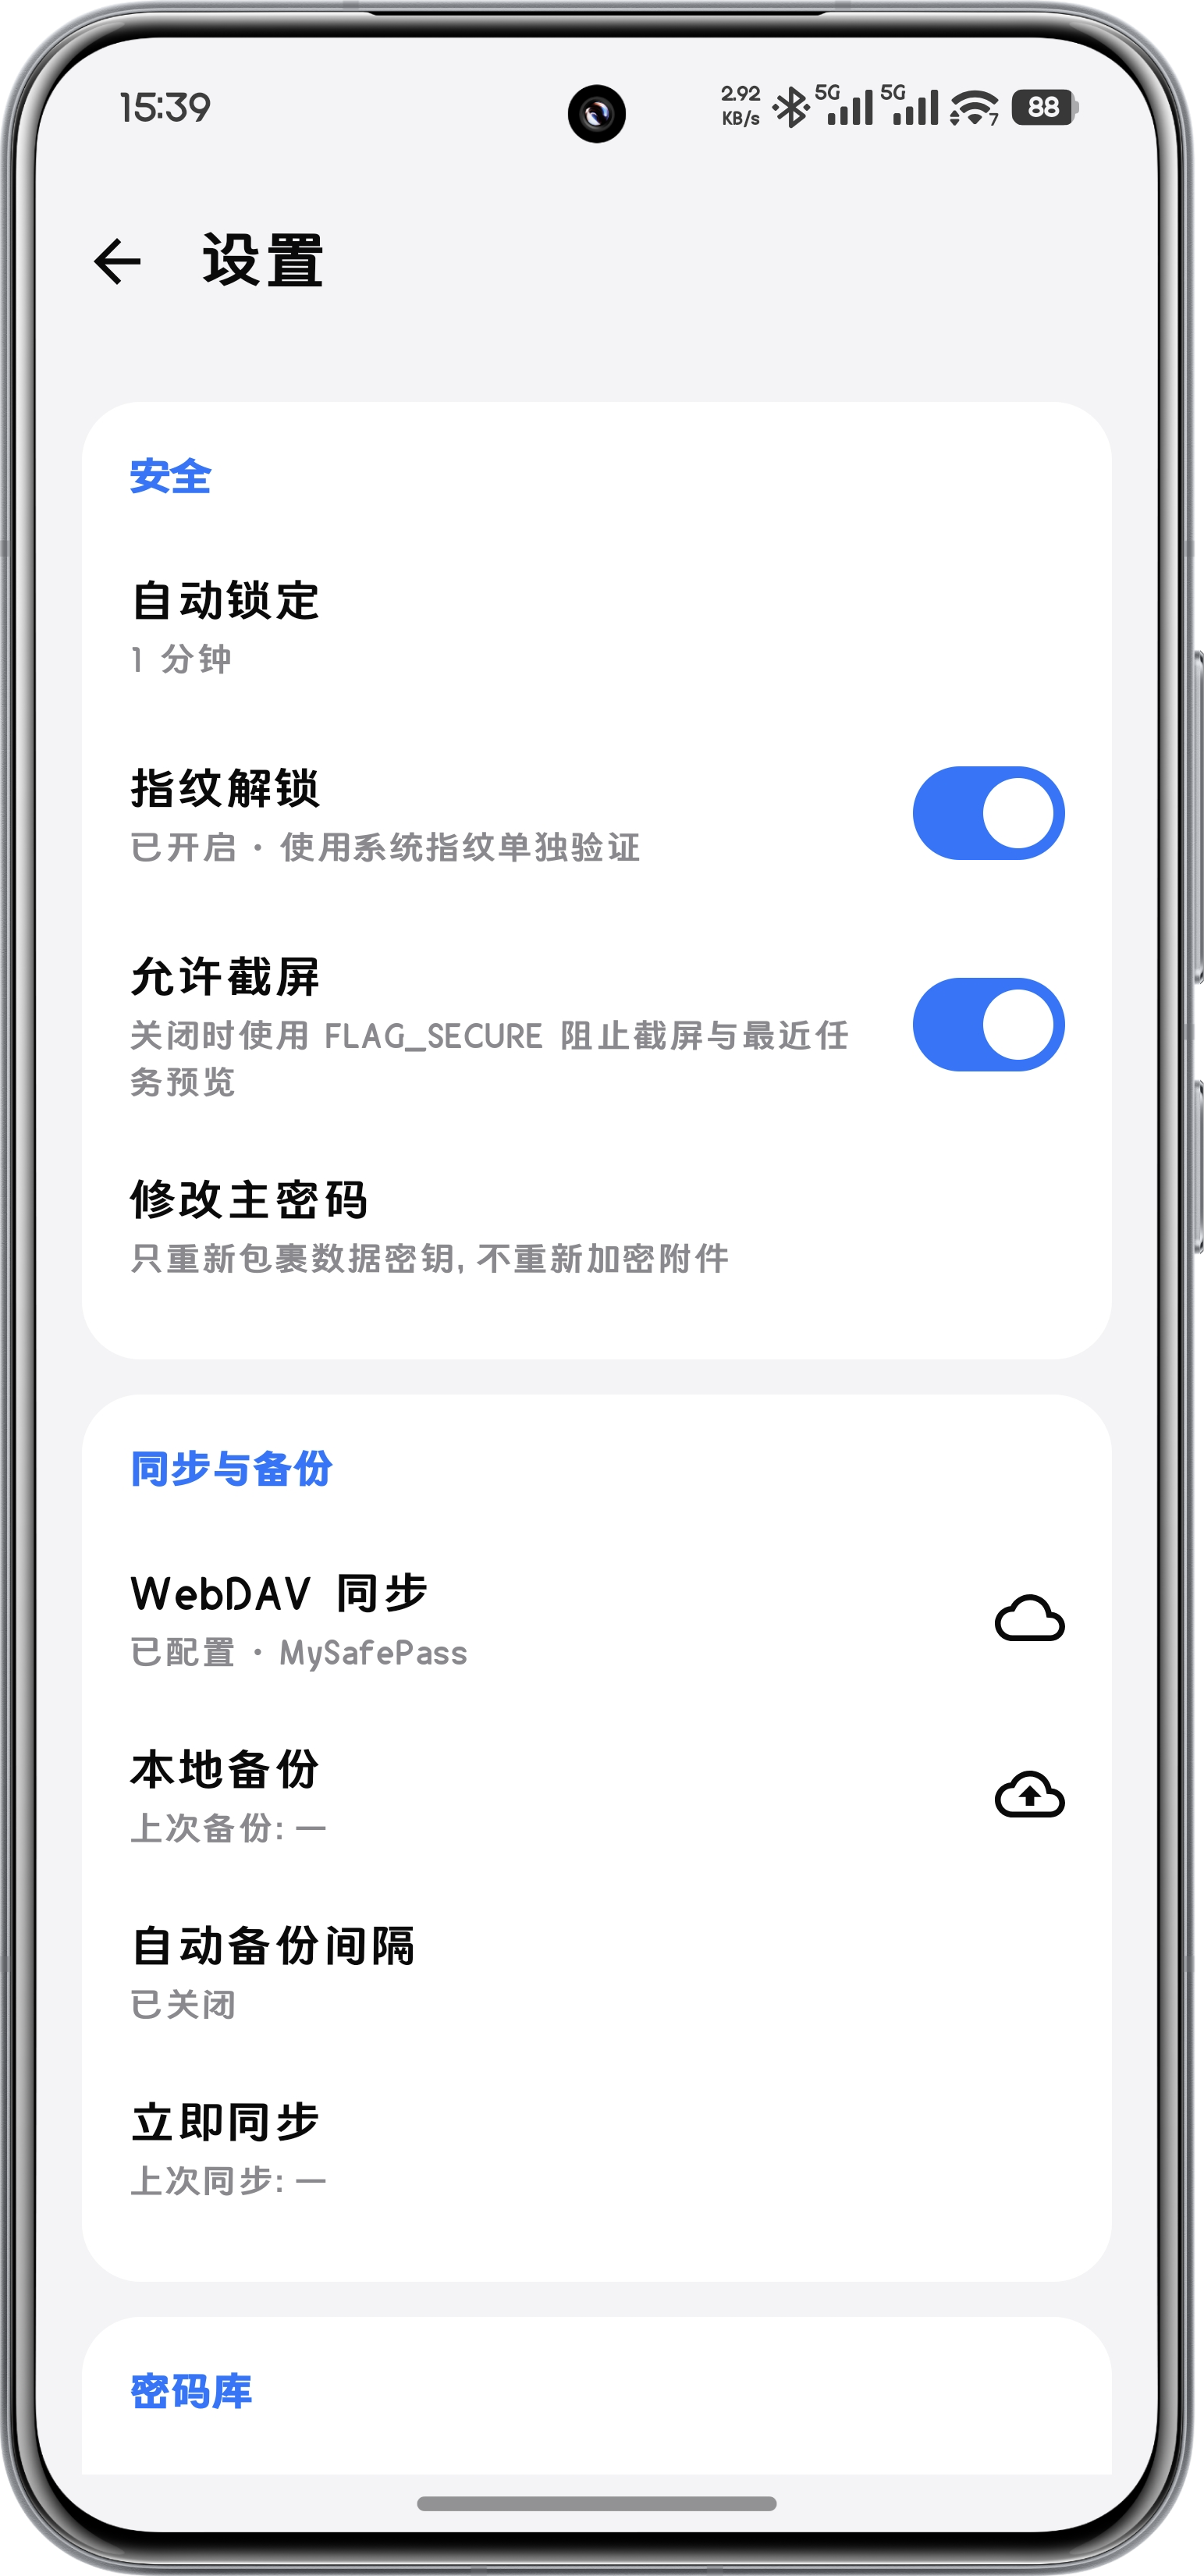 15:39
2.92 KB/s 5G 5G 7 88
设置
安全
自动锁定
1 分钟
指纹解锁
已开启 · 使用系统指纹单独验证
允许截屏
关闭时使用 FLAG_SECURE 阻止截屏与最近任
务预览
修改主密码
只重新包裹数据密钥, 不重新加密附件
同步与备份
WebDAV 同步
已配置 · MySafePass
本地备份
上次备份: —
自动备份间隔
已关闭
立即同步
上次同步: —
密码库